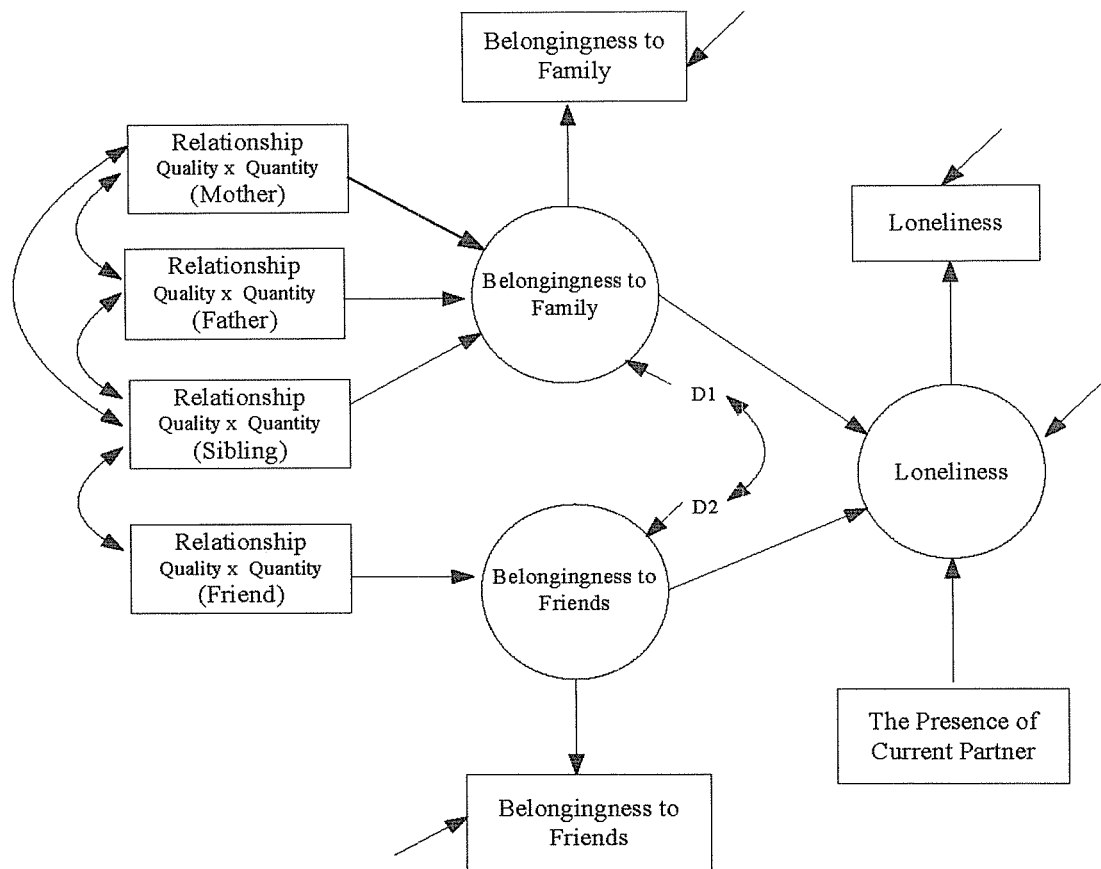 Belongingness to
Family
Relationship
Quality x Quantity
(Mother)
Loneliness
Relationship
Quality x Quantity
(Father)
Belongingness to
Family
Relationship
Quality x Quantity
(Sibling)
D1
Loneliness
D2
Relationship
Quality x Quantity
(Friend)
Belongingness to
Friends
The Presence of
Current Partner
Belongingness to
Friends